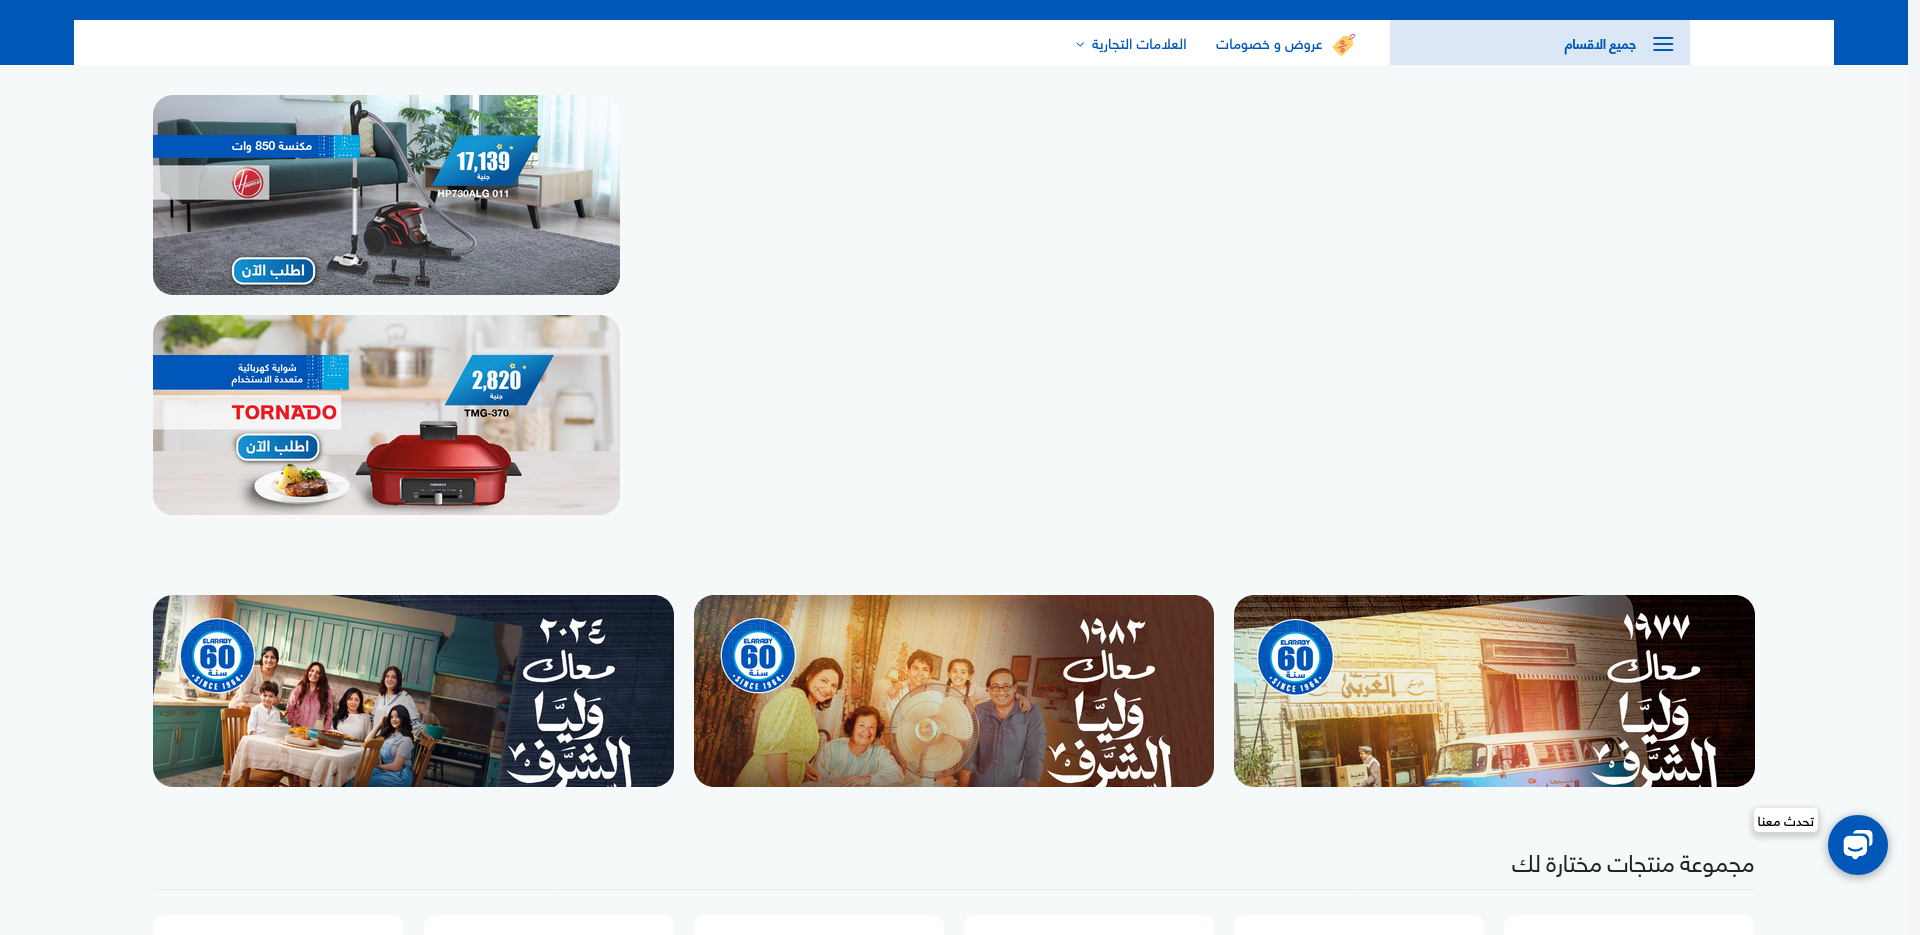 جميع الاقسام
عروض و خصومات
العلامات التجارية
مكنسة 850 وات
17,139
جنية
HP730ALG 011
اطلب الآن
شواية كهربائية
متعددة الاستخدام
2,820
جنية
TORNADO
TMG-370
اطلب الآن
١٩٧٧
معاك
وَليَّا
الشَّرَف
ELARABY
60
سنة
SINCE 1964
العربي
١٩٨٣
معاك
وَليَّا
الشَّرَف
ELARABY
60
سنة
SINCE 1964
٢٠٢٤
معاك
وَليَّا
الشَّرَف
ELARABY
60
سنة
SINCE 1964
تحدث معنا
مجموعة منتجات مختارة لك